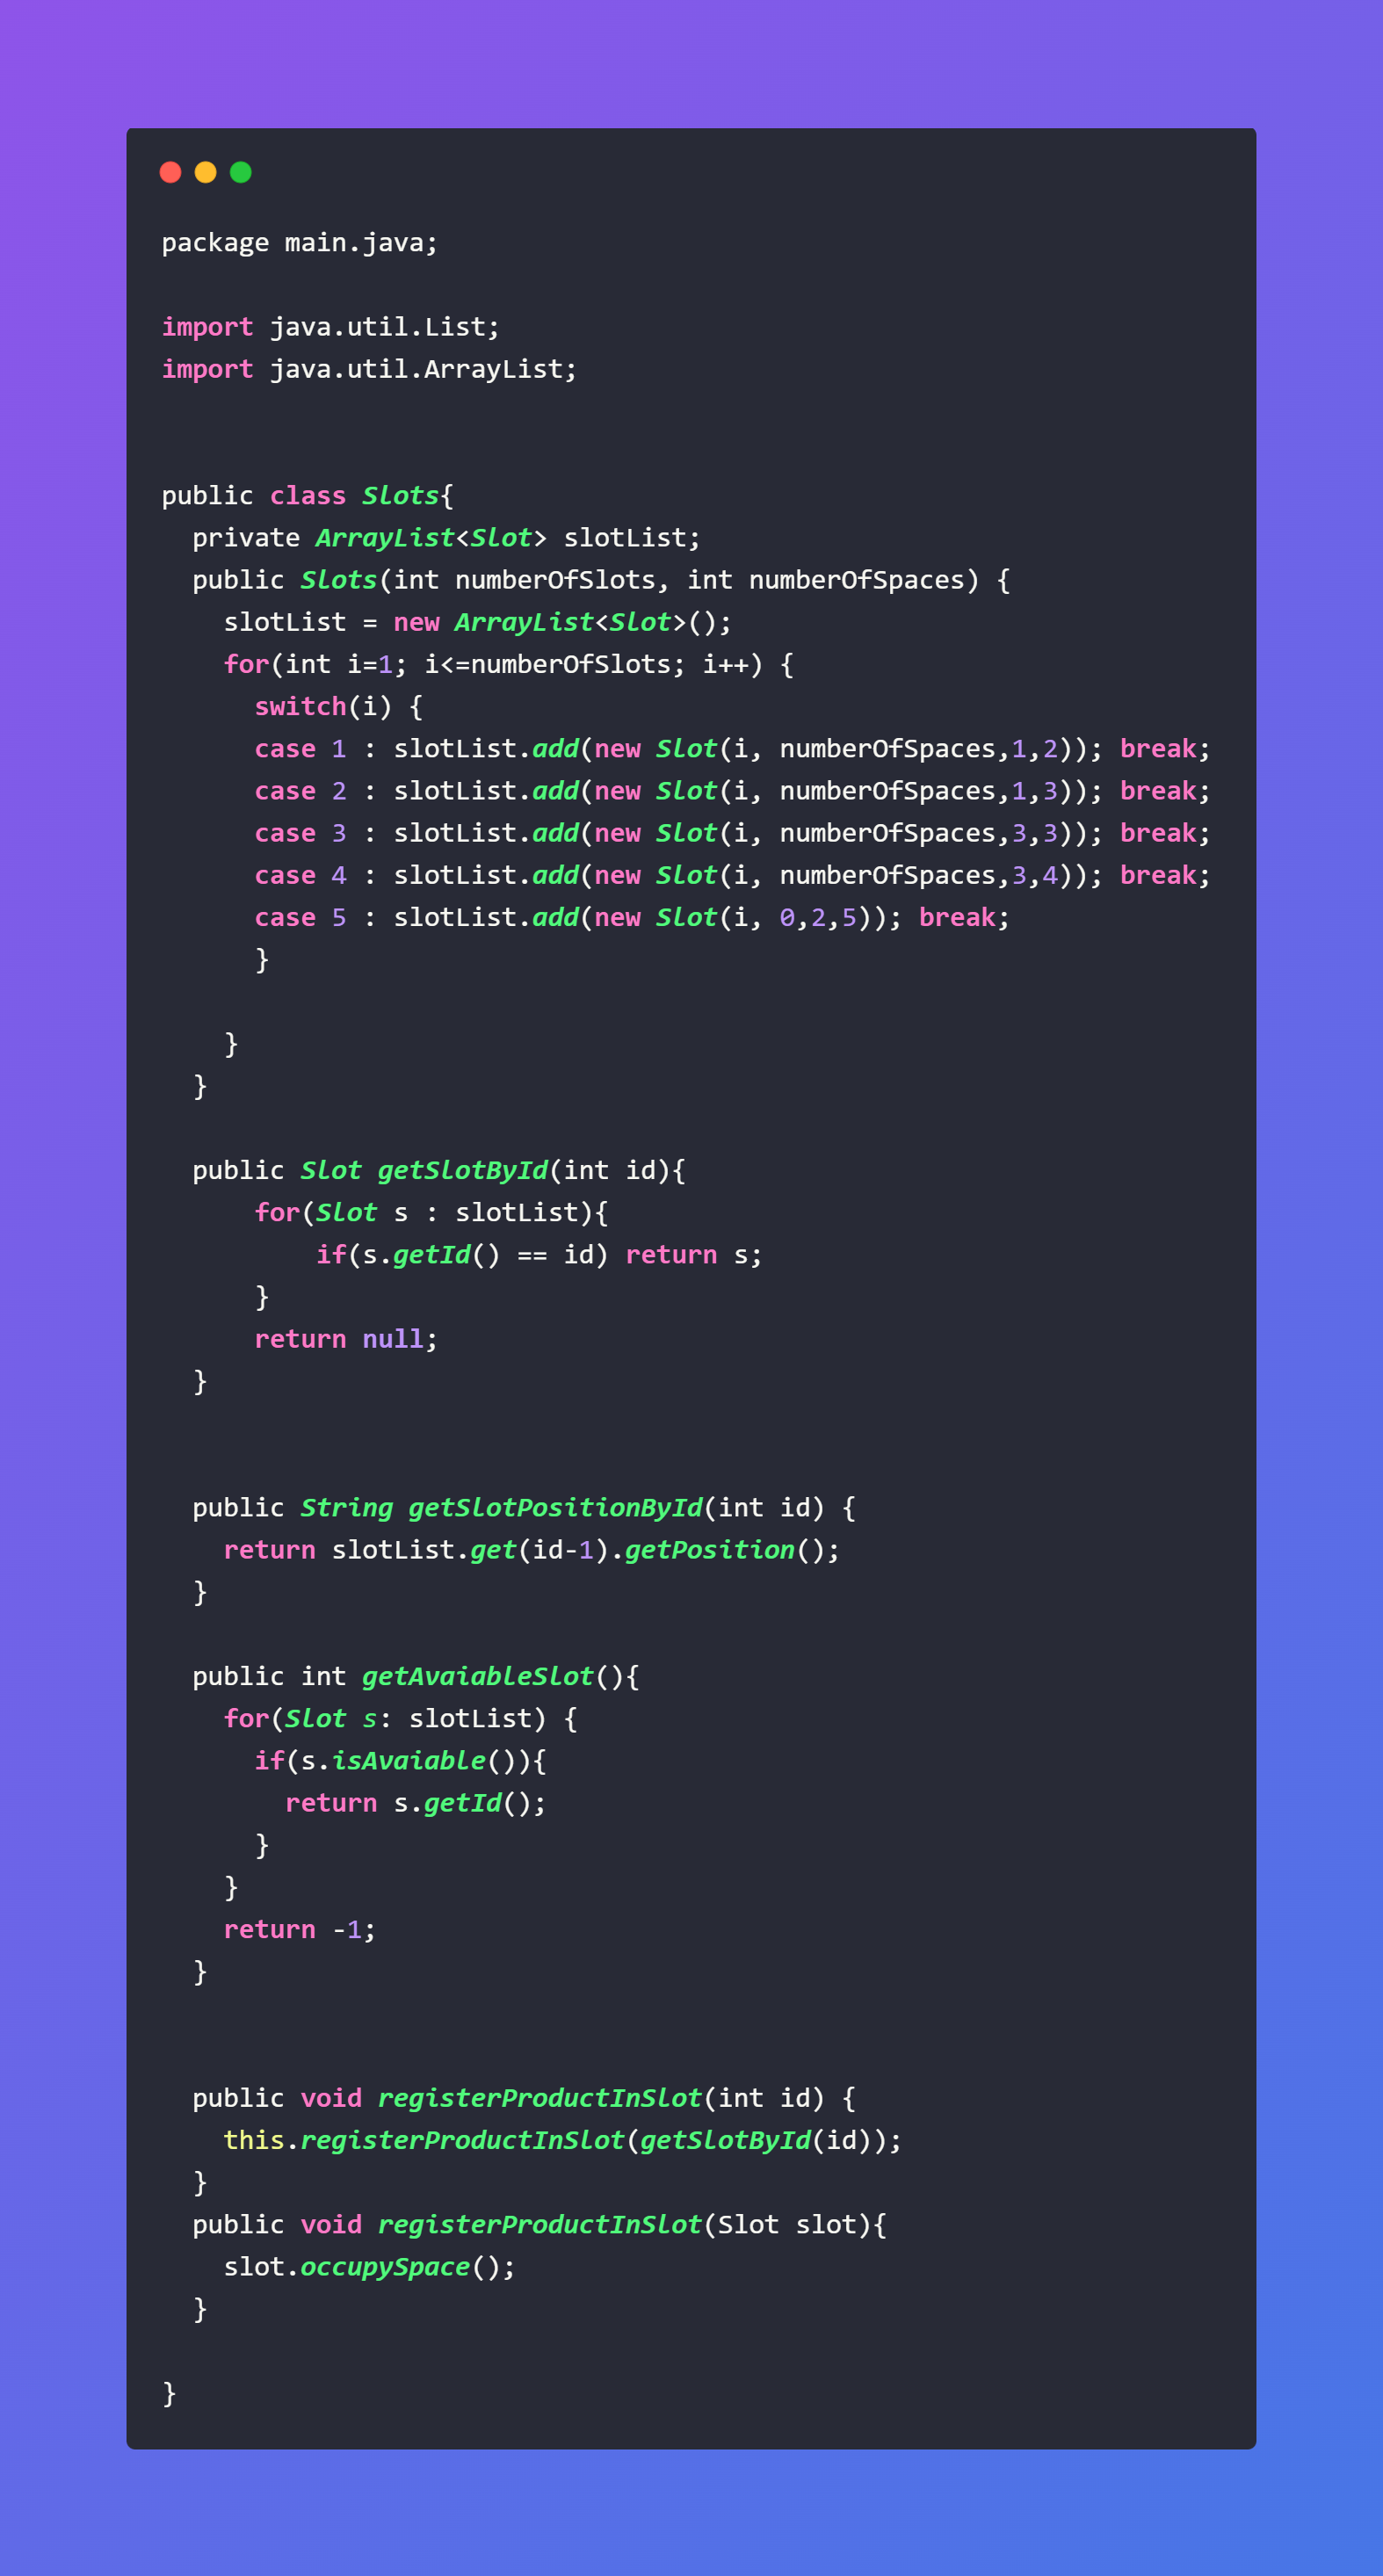 package main.java;
import java.util.List;
import java.util.ArrayList;
public class Slots{
  private ArrayList<Slot> slotList;
  public Slots(int numberOfSlots, int numberOfSpaces) {
    slotList = new ArrayList<Slot>();
    for(int i=1; i<=numberOfSlots; i++) {
      switch(i) {
      case 1 : slotList.add(new Slot(i, numberOfSpaces,1,2)); break;
      case 2 : slotList.add(new Slot(i, numberOfSpaces,1,3)); break;
      case 3 : slotList.add(new Slot(i, numberOfSpaces,3,3)); break;
      case 4 : slotList.add(new Slot(i, numberOfSpaces,3,4)); break;
      case 5 : slotList.add(new Slot(i, 0,2,5)); break;
      }
    }
  }
  public Slot getSlotById(int id){
      for(Slot s : slotList){
          if(s.getId() == id) return s;
      }
      return null;
  }
  public String getSlotPositionById(int id) {
    return slotList.get(id-1).getPosition();
  }
  public int getAvaiableSlot(){
    for(Slot s: slotList) {
      if(s.isAvaiable()){
        return s.getId();
      }
    }
    return -1;
  }
  public void registerProductInSlot(int id) {
    this.registerProductInSlot(getSlotById(id));
  }
  public void registerProductInSlot(Slot slot){
    slot.occupySpace();
  }
}